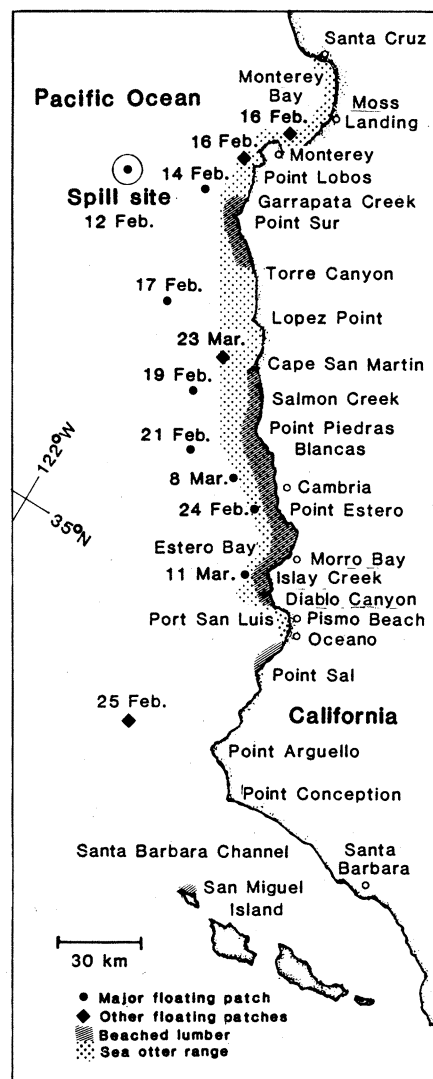 Santa Cruz
Monterey
Bay
Pacific Ocean
16 Feb.
Moss
Landing
16 Feb.
Monterey
14 Feb.
Point Lobos
Spill site
Garrapata Creek
12 Feb.
Point Sur
Torre Canyon
17 Feb.
Lopez Point
23 Mar.
Cape San Martin
19 Feb.
Salmon Creek
21 Feb.
Point Piedras
Blancas
122°W
8 Mar.
Cambria
35°N
24 Feb.
Point Estero
Estero Bay
Morro Bay
11 Mar.
Islay Creek
Diablo Canyon
Port San Luis
Pismo Beach
Oceano
Point Sal
25 Feb.
California
Point Arguello
Point Conception
Santa Barbara Channel
Santa
Barbara
San Miguel
Island
30 km
Major floating patch
Other floating patches
Beached lumber
Sea otter range